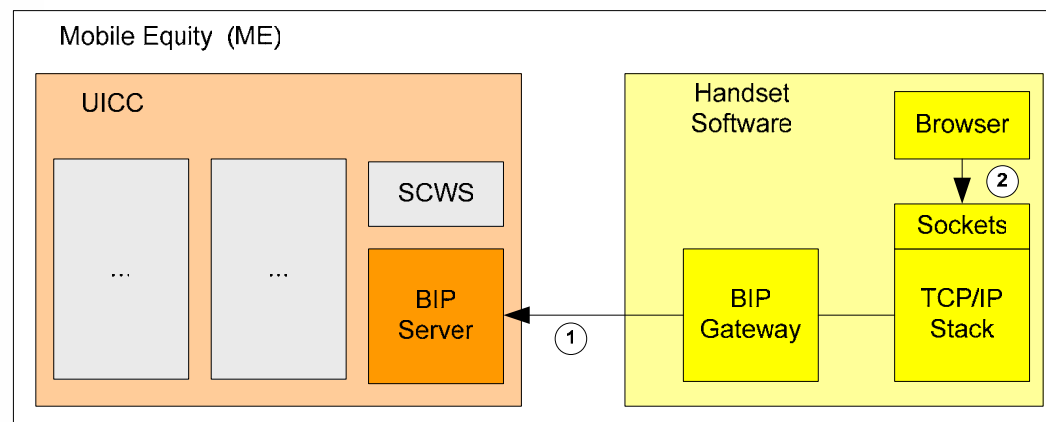 Mobile Equity (ME)
UICC
...
...
SCWS
BIP
Server
1
Handset
Software
Browser
2
Sockets
BIP
Gateway
TCP/IP
Stack